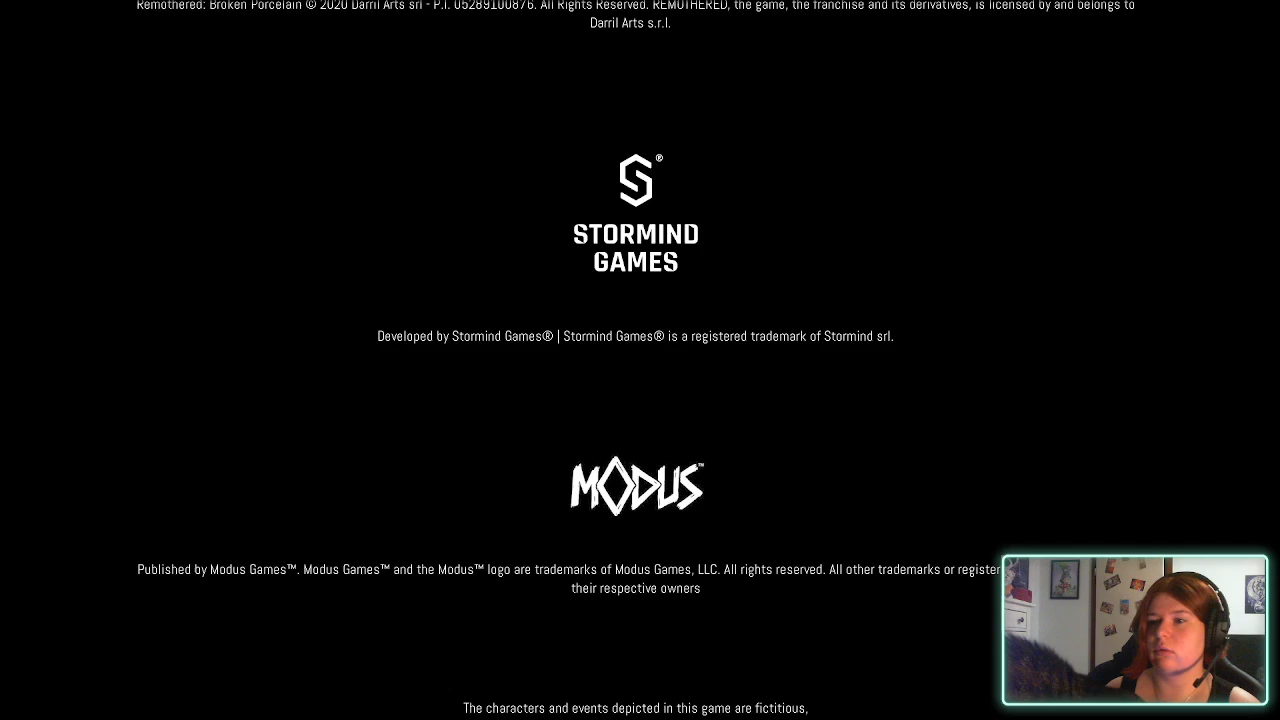 Remothered: Broken Porcelain © 2020 Darril Arts srl - P.I. 05289100876. All Rights Reserved. REMOTHERED, the game, the franchise and its derivatives, is licensed by and belongs to
Darril Arts s.r.l.
®
STORMIND
GAMES
Developed by Stormind Games® | Stormind Games® is a registered trademark of Stormind srl.
MODUS™
Published by Modus Games™. Modus Games™ and the Modus™ logo are trademarks of Modus Games, LLC. All rights reserved. All other trademarks or register
their respective owners
The characters and events depicted in this game are fictitious,